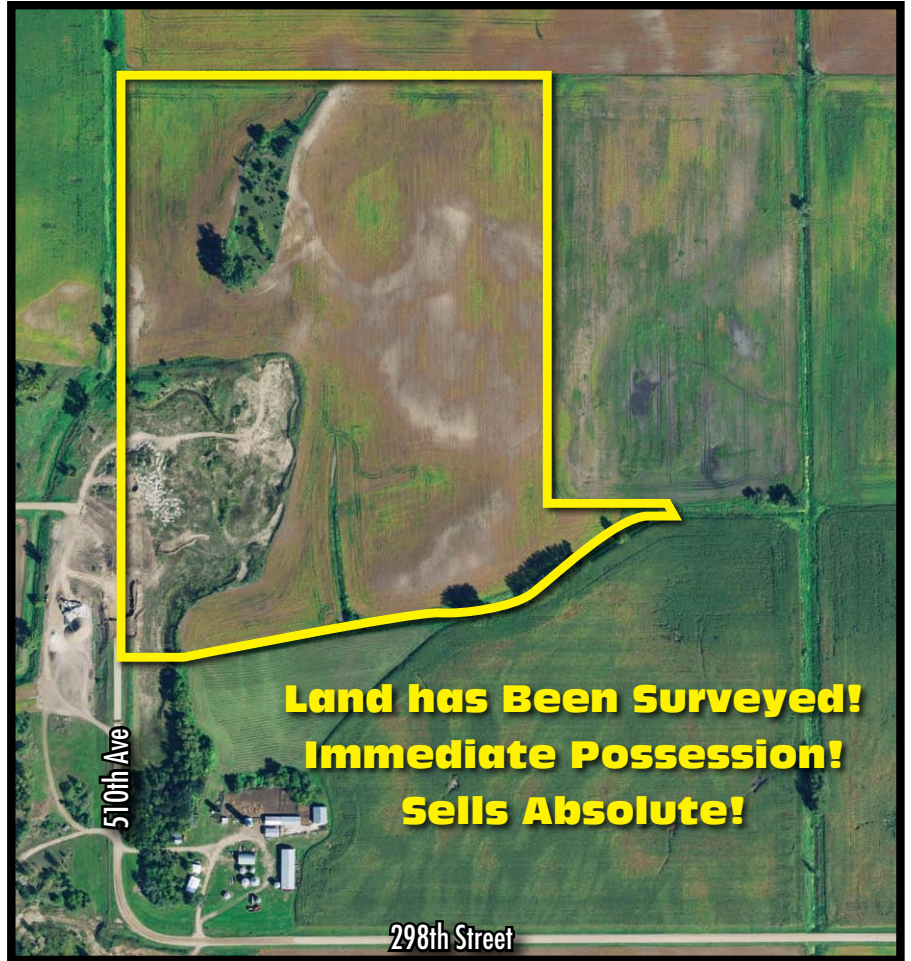 Land has Been Surveyed!
Immediate Possession!
Sells Absolute!
510th Ave
298th Street